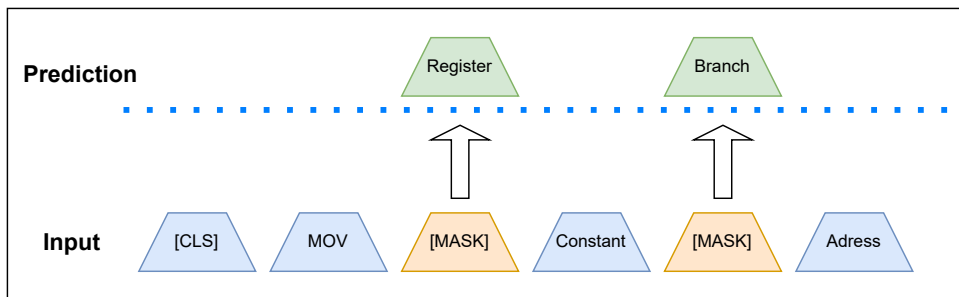 Prediction
Register
Branch
Input
[CLS]
MOV
[MASK]
Constant
[MASK]
Adress